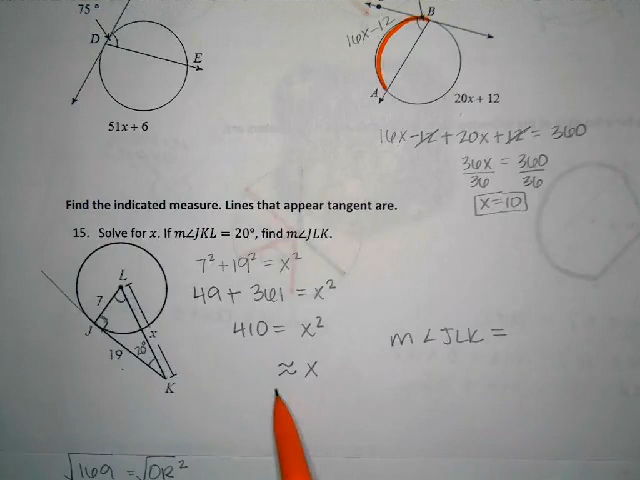 75°
D
E
51x + 6
16x-12
B
A
20x + 12
16x-12 + 20x + 12 = 360
36x = 360
36 36
x=10
Find the indicated measure. Lines that appear tangent are.
15. Solve for x. If m∠JKL = 20°, find m∠JLK.
L
7
J
x
19
20°
K
7² + 19² = x²
49 + 361 = x²
410 = x²
≈ x
m∠JLK =
√169 = √OR²